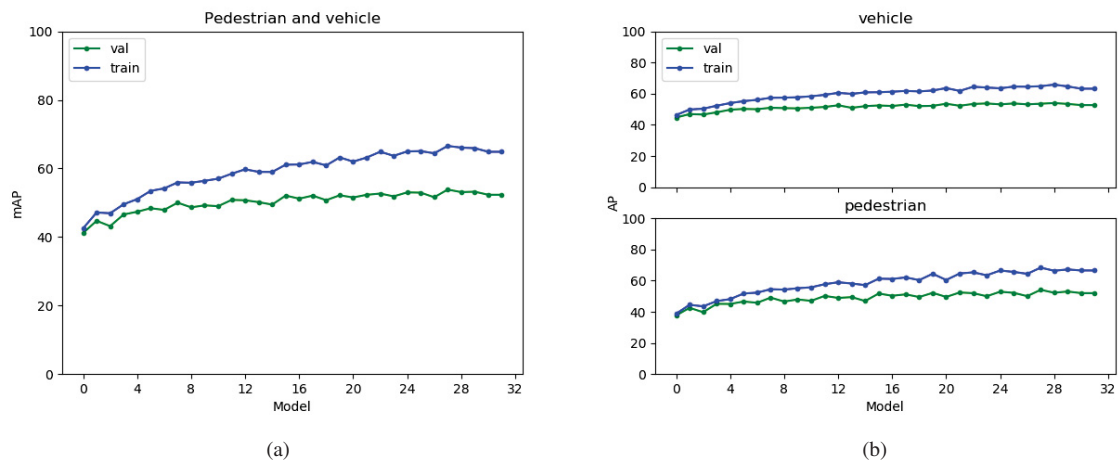 Pedestrian and vehicle
100
80
60
40
20
0
mAP
val
train
0 4 8 12 16 20 24 28 32
Model
(a)
vehicle
100
80
60
40
20
0
val
train
AP
pedestrian
100
80
60
40
20
0
0 4 8 12 16 20 24 28 32
Model
(b)